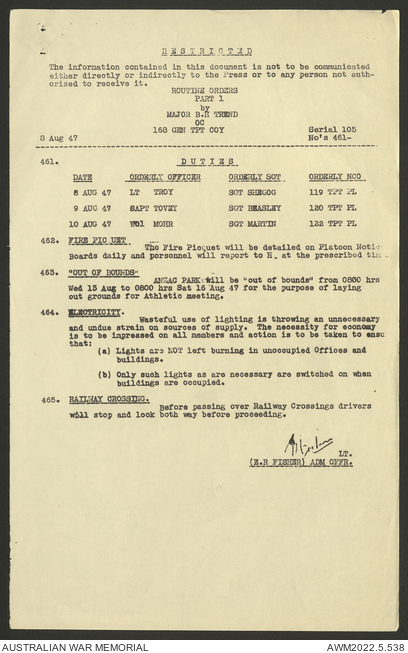 RESTRICTED
The information contained in this document is not to be communicated
either directly or indirectly to the Press or to any person not auth-
orised to receive it.
ROUTINE ORDERS
PART 1
by
MAJOR B.H TREND
OC
168 GEN TPT COY
Serial 105
8 Aug 47
No's 461-
461. DUTIES
DATE ORDERLY OFFICER ORDERLY SGT ORDERLY NCO
8 AUG 47 LT TROY SGT SHEGOG 119 TPT PL
9 AUG 47 SAPT TOVEY SGT BEASLEY 120 TPT PL
10 AUG 47 WO1 MOHR SGT MARTIN 122 TPT PL
462. FIRE PIC UET
The Fire Picquet will be detailed on Platoon Notic
Boards daily and personnel will report to H. at the prescribed tim
463. "OUT OF BOUNDS"
ANZAC PARK will be "out of bounds" from 0800 hrs
Wed 13 Aug to 0800 hrs Sat 16 Aug 47 for the purpose of laying
out grounds for Athletic meeting.
464. ELECTRICITY.
Wasteful use of lighting is throwing an unnecessary
and undue strain on sources of supply. The necessity for economy
is to be impressed on all members and action is to be taken to ensu
that:
(a) Lights are NOT left burning in unoccupied Offices and
buildings.
(b) Only such lights as are necessary are switched on when
buildings are occupied.
465. RAILWAY CROSSING.
Before passing over Railway Crossings drivers
will stop and look both way before proceeding.
LT.
(E.R FISHER) ADM OFFR.
AUSTRALIAN WAR MEMORIAL
AWM2022.5.538